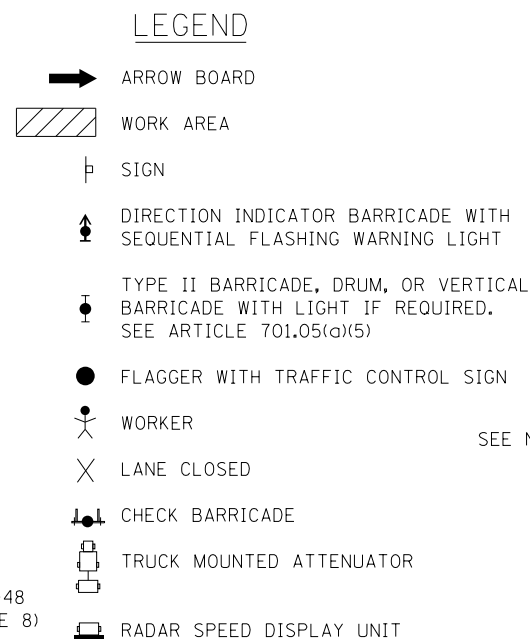 LEGEND
ARROW BOARD
WORK AREA
SIGN
DIRECTION INDICATOR BARRICADE WITH
SEQUENTIAL FLASHING WARNING LIGHT
TYPE II BARRICADE, DRUM, OR VERTICAL
BARRICADE WITH LIGHT IF REQUIRED.
SEE ARTICLE 701.05(a)(5)
FLAGGER WITH TRAFFIC CONTROL SIGN
WORKER
SEE
LANE CLOSED
CHECK BARRICADE
TRUCK MOUNTED ATTENUATOR
48
8)
RADAR SPEED DISPLAY UNIT